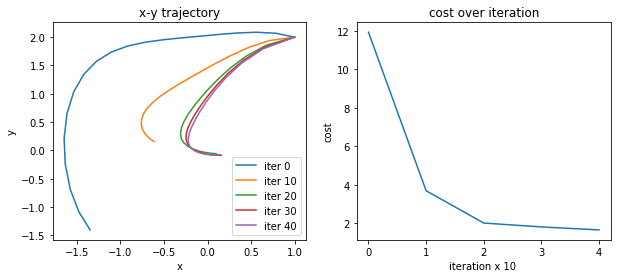 x-y trajectory
2.0
1.5
1.0
0.5
0.0
−0.5
−1.0
−1.5
y
−1.5
−1.0
−0.5
0.0
0.5
1.0
x
iter 0
iter 10
iter 20
iter 30
iter 40
cost over iteration
12
10
8
6
4
2
cost
0
1
2
3
4
iteration x 10